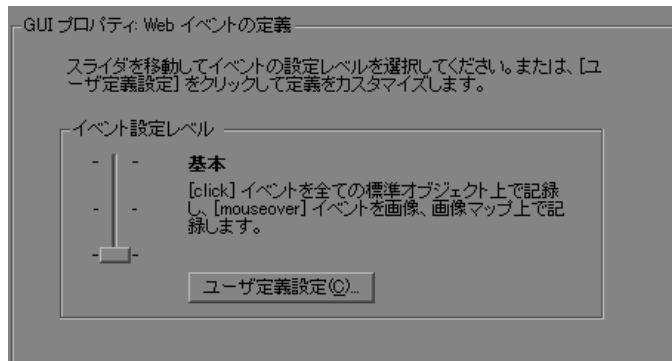 GUI プロパティ: Web イベントの定義
スライダを移動してイベントの設定レベルを選択してください。または、[ユ
ーザ定義設定] をクリックして定義をカスタマイズします。
イベント設定レベル
基本
[click] イベントを全ての標準オブジェクト上で記録
し、[mouseover] イベントを画像、画像マップ上で記
録します。
ユーザ定義設定(C)...